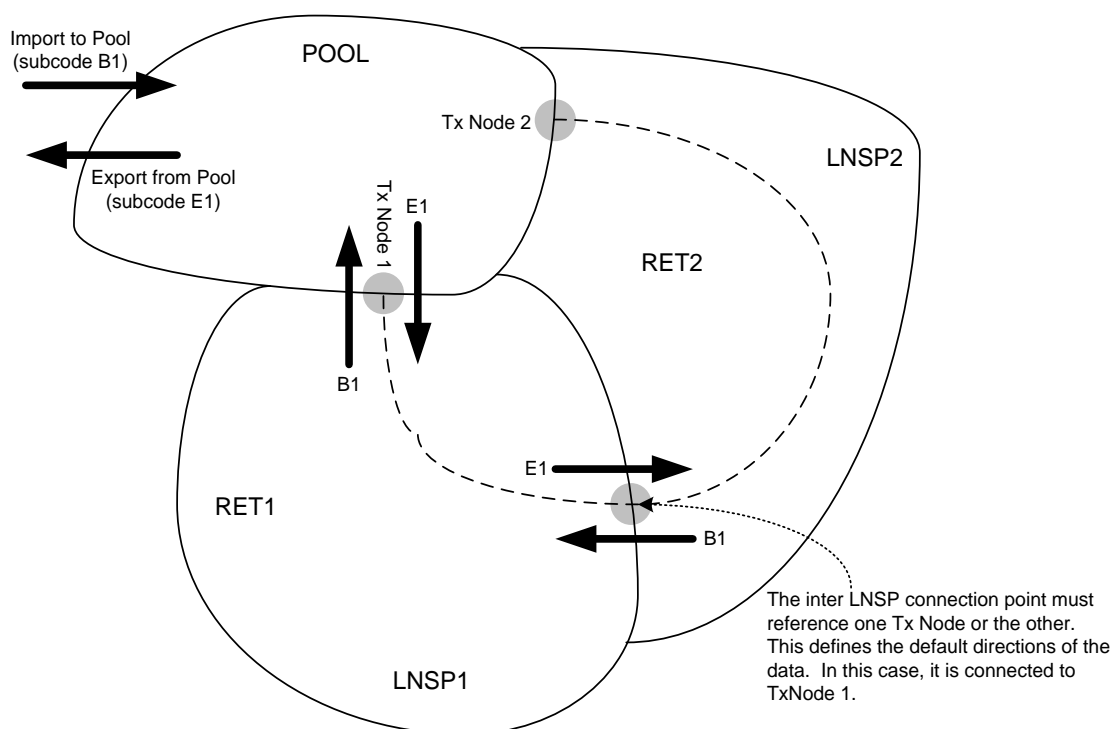 Import to Pool
(subcode B1)
POOL
Tx Node 2
LNSP2
Export from Pool
(subcode E1)
Tx Node 1
E1
RET2
B1
E1
RET1
B1
The inter LNSP connection point must
reference one Tx Node or the other.
This defines the default directions of the
data. In this case, it is connected to
TxNode 1.
LNSP1